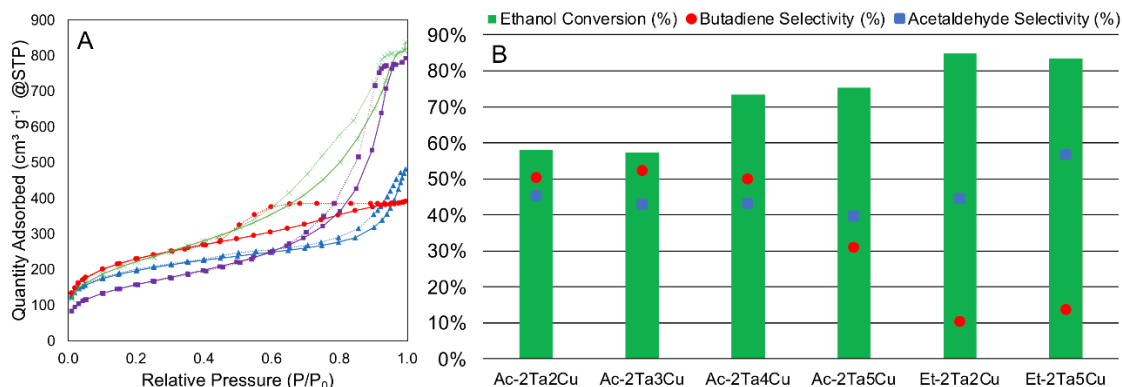 A
Quantity Adsorbed (cm³ g⁻¹ @STP)
900
800
700
600
500
400
300
200
100
0
0.0 0.2 0.4 0.6 0.8 1.0
Relative Pressure (P/P₀)
Ethanol Conversion (%) Butadiene Selectivity (%) Acetaldehyde Selectivity (%)
B
90%
80%
70%
60%
50%
40%
30%
20%
10%
0%
Ac-2Ta2Cu Ac-2Ta3Cu Ac-2Ta4Cu Ac-2Ta5Cu Et-2Ta2Cu Et-2Ta5Cu